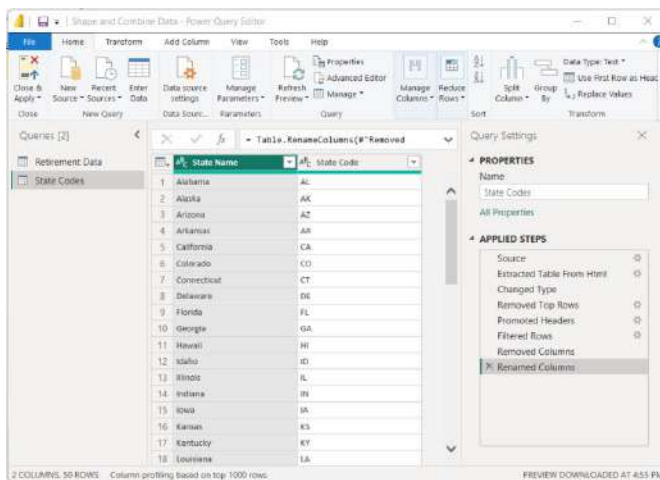 Shape and Combine Data - Power Query Editor
File Home Transform Add Column View Tools Help
Close & Apply
New Source
Recent Sources
Enter Data
Data source settings
Manage Parameters
Refresh Preview
Properties
Advanced Editor
Manage
Manage Columns
Reduce Rows
Split Column
Group By
Data Type: Text
Use First Row as Head
Replace Values
Close
New Query
Data Sourc...
Parameters
Query
Sort
Transform
Queries [2]
Retirement Data
State Codes
= Table.RenameColumns(#"Removed
State Name State Code
1 Alabama AL
2 Alaska AK
3 Arizona AZ
4 Arkansas AR
5 California CA
6 Colorado CO
7 Connecticut CT
8 Delaware DE
9 Florida FL
10 Georgia GA
11 Hawaii HI
12 Idaho ID
13 Illinois IL
14 Indiana IN
15 Iowa IA
16 Kansas KS
17 Kentucky KY
18 Louisiana LA
Query Settings
PROPERTIES
Name
State Codes
All Properties
APPLIED STEPS
Source
Extracted Table From Html
Changed Type
Removed Top Rows
Promoted Headers
Filtered Rows
Removed Columns
Renamed Columns
2 COLUMNS, 50 ROWS Column profiling based on top 1000 rows
PREVIEW DOWNLOADED AT 4:55 PM